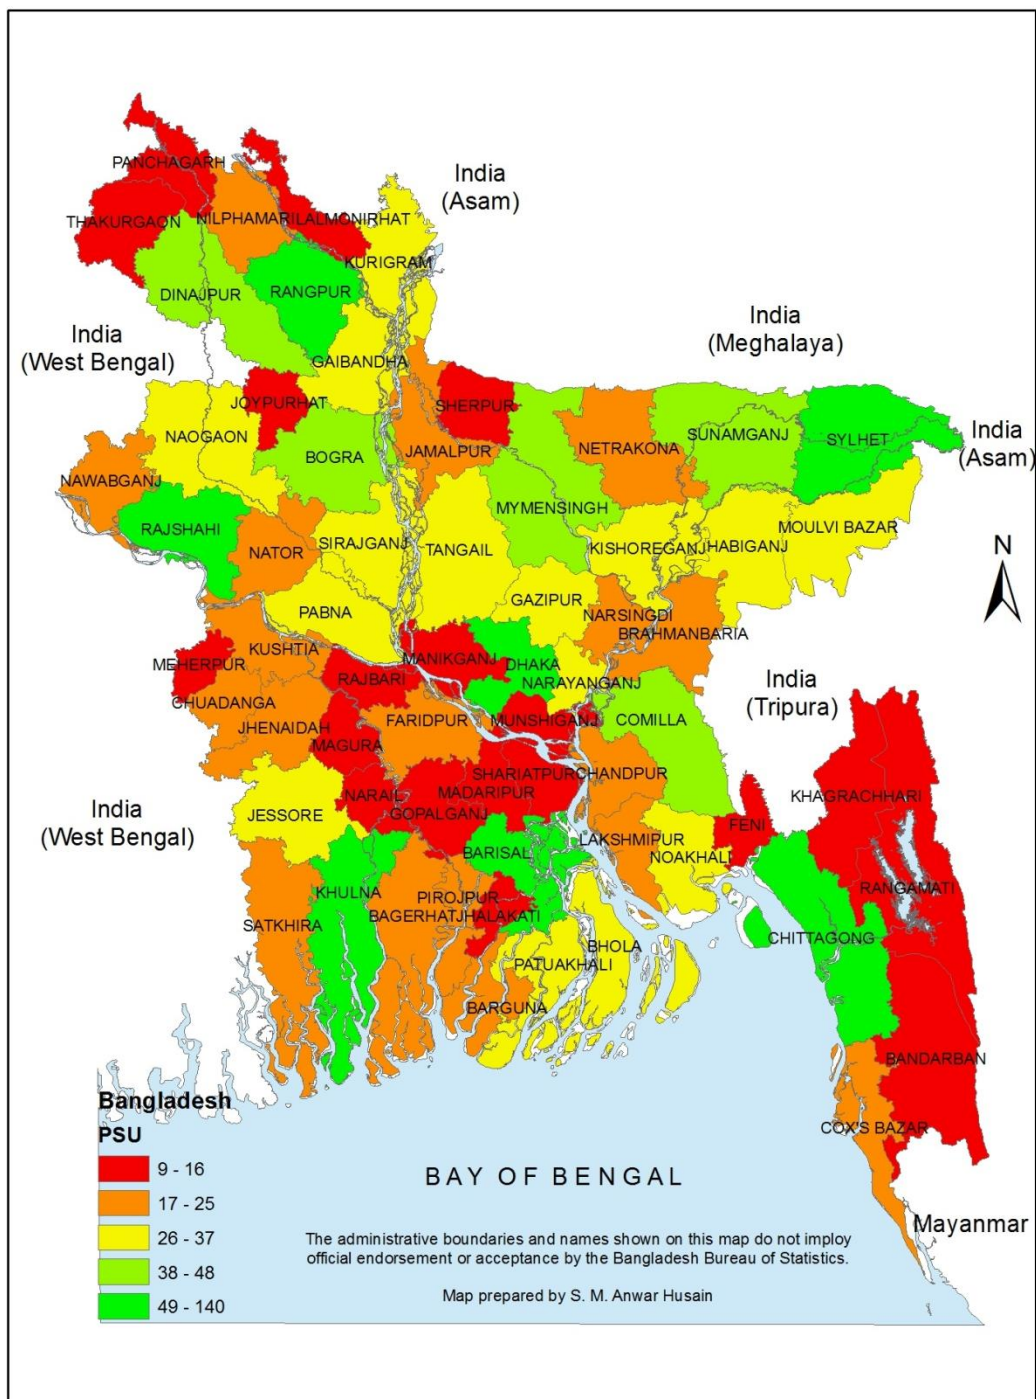 PANCHAGARH
THAKURGAON
NILPHAMARI
LALMONIRHAT
India
(Asam)
KURIGRAM
DINAJPUR
RANGPUR
India
(West Bengal)
India
(Meghalaya)
GAIBANDHA
JOYPURHAT
SHERPUR
NAOGAON
BOGRA
JAMALPUR
NETRAKONA
SUNAMGANJ
SYLHET
India
(Asam)
NAWABGANJ
RAJSHAHI
MYMENSINGH
MOULVI BAZAR
NATOR
SIRAJGANJ
TANGAIL
KISHOREGANJ
HABIGANJ
N
PABNA
GAZIPUR
NARSINGDI
BRAHMANBARIA
KUSHTIA
MEHERPUR
MANIKGANJ
DHAKA
RAJBARI
NARAYANGANJ
CHUADANGA
India
(Tripura)
JHENAIDAH
FARIDPUR
MUNSHIGANJ
COMILLA
MAGURA
SHARIATPUR
CHANDPUR
NARAIL
MADARIPUR
KHAGRACHHARI
India
(West Bengal)
JESSORE
GOPALGANJ
FENI
LAKSHMIPUR
BARISAL
NOAKHALI
KHULNA
PIROJPUR
RANGAMATI
SATKHIRA
BAGERHAT
JHALAKATI
CHITTAGONG
BHOLA
PATUAKHALI
BARGUNA
BANDARBAN
COX'S BAZAR
Bangladesh
PSU
9 - 16
17 - 25
26 - 37
38 - 48
49 - 140
BAY OF BENGAL
Mayanmar
The administrative boundaries and names shown on this map do not imploy
official endorsement or acceptance by the Bangladesh Bureau of Statistics.
Map prepared by S. M. Anwar Husain